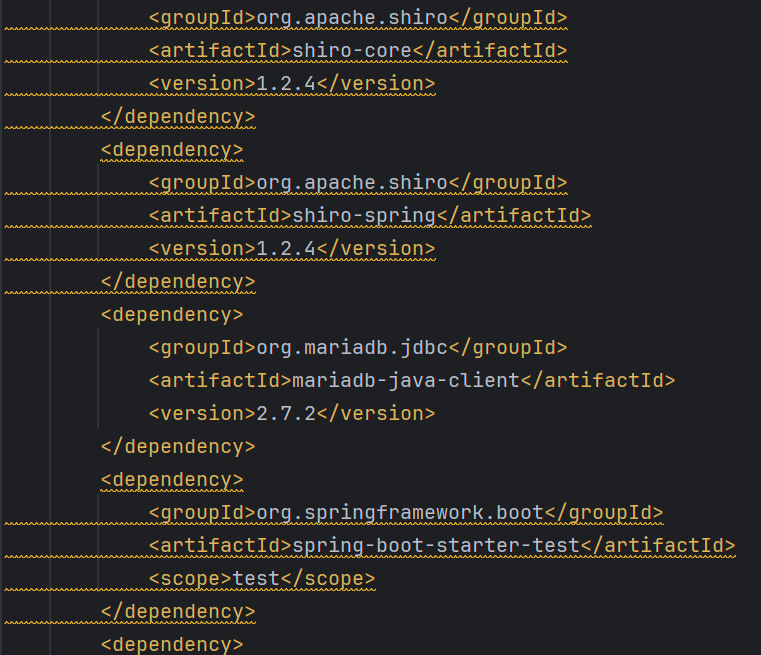 <groupId>org.apache.shiro</groupId>
<artifactId>shiro-core</artifactId>
<version>1.2.4</version>
</dependency>
<dependency>
<groupId>org.apache.shiro</groupId>
<artifactId>shiro-spring</artifactId>
<version>1.2.4</version>
</dependency>
<dependency>
<groupId>org.mariadb.jdbc</groupId>
<artifactId>mariadb-java-client</artifactId>
<version>2.7.2</version>
</dependency>
<dependency>
<groupId>org.springframework.boot</groupId>
<artifactId>spring-boot-starter-test</artifactId>
<scope>test</scope>
</dependency>
<dependency>